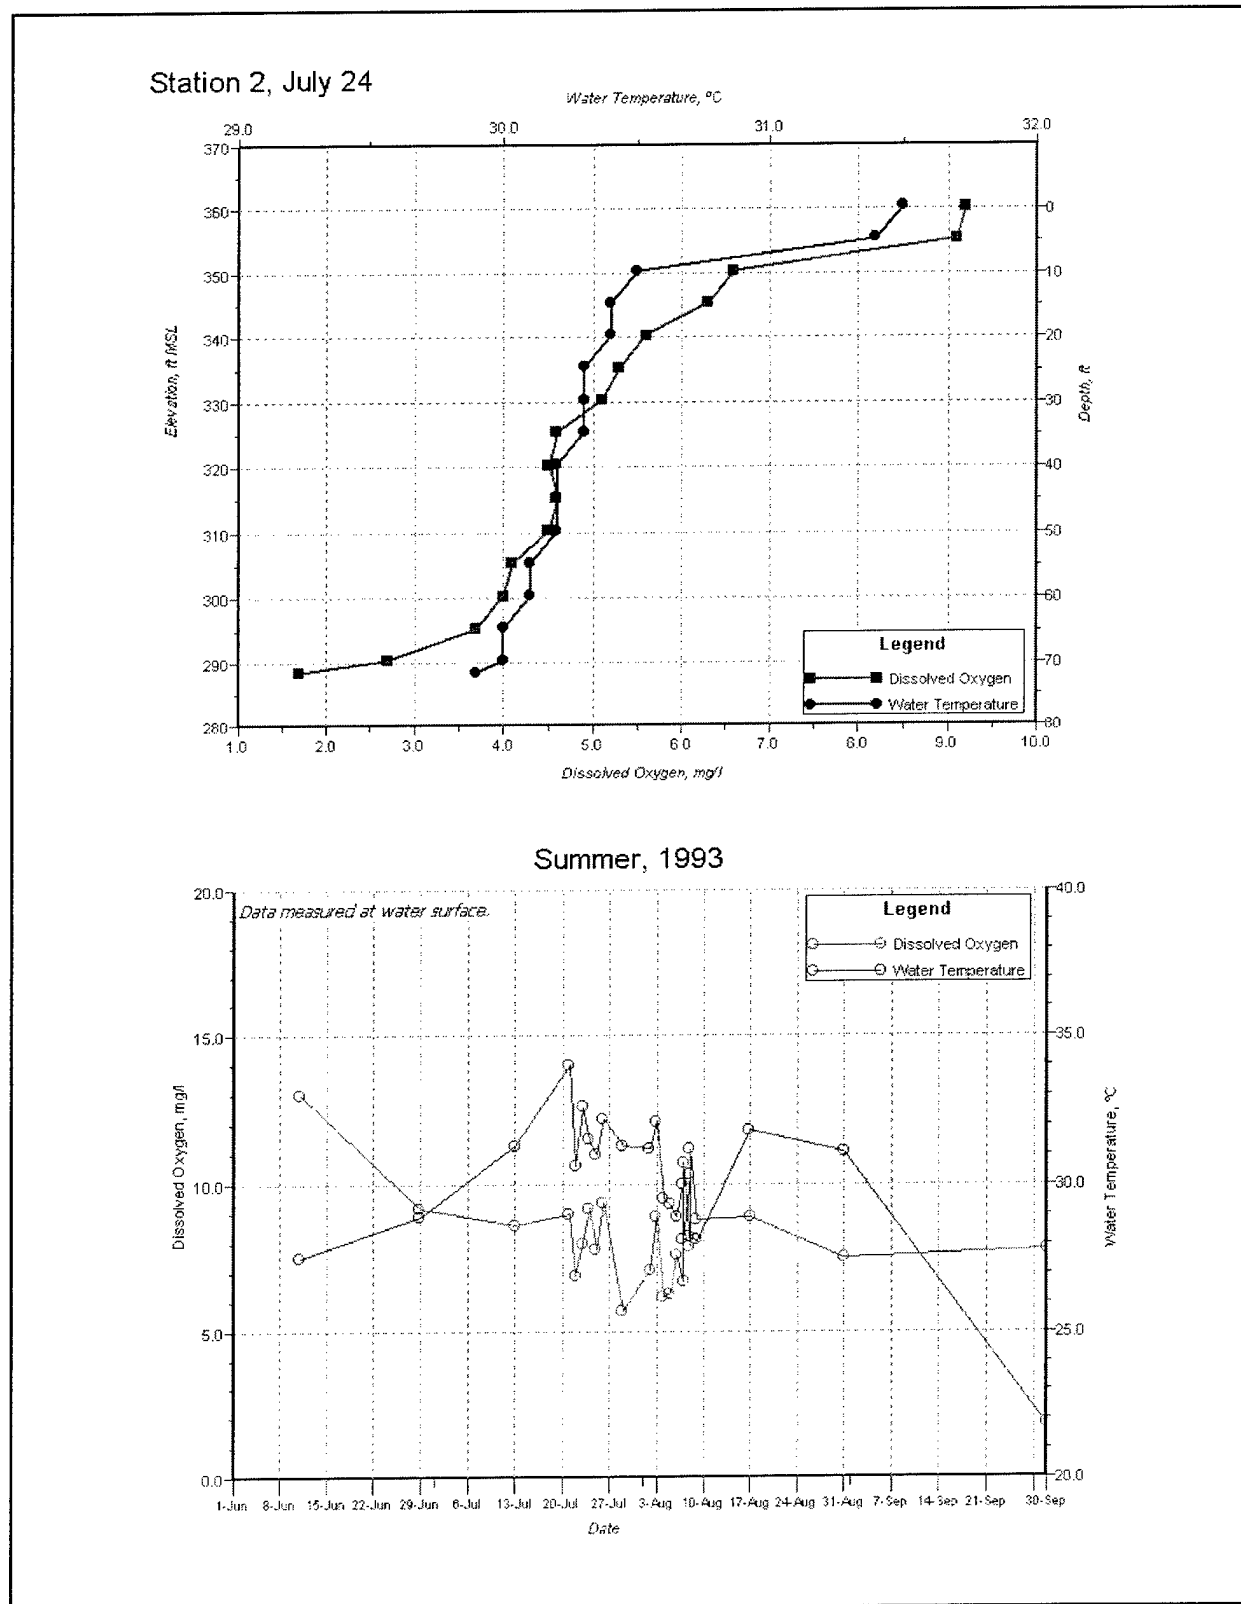 Station 2, July 24
Water Temperature, ºC
29.0 30.0 31.0 32.0
370
360 0
350 10
340 20
330 30
320 40
310 50
300 60
290 70
280 80
Elevation, ft MSL
Depth, ft
Legend
Dissolved Oxygen
Water Temperature
1.0 2.0 3.0 4.0 5.0 6.0 7.0 8.0 9.0 10.0
Dissolved Oxygen, mg/l
Summer, 1993
20.0 40.0
Data measured at water surface.
Legend
Dissolved Oxygen
Water Temperature
15.0 35.0
10.0 30.0
5.0 25.0
0.0 20.0
Dissolved Oxygen, mg/l
Water Temperature, ºC
1-Jun 8-Jun 15-Jun 22-Jun 29-Jun 6-Jul 13-Jul 20-Jul 27-Jul 3-Aug 10-Aug 17-Aug 24-Aug 31-Aug 7-Sep 14-Sep 21-Sep 30-Sep
Date